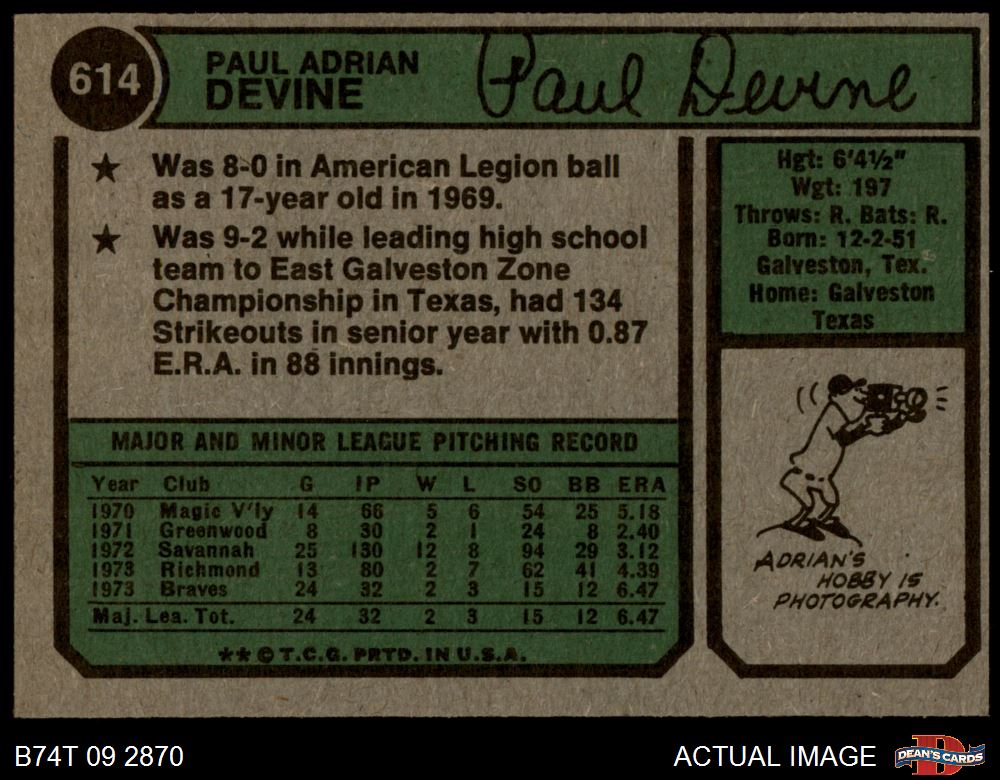 614
PAUL ADRIAN
DEVINE
Paul Devine
★ Was 8-0 in American Legion ball
as a 17-year old in 1969.
★ Was 9-2 while leading high school
team to East Galveston Zone
Championship in Texas, had 134
Strikeouts in senior year with 0.87
E.R.A. in 88 innings.
Hgt: 6'4½"
Wgt: 197
Throws: R. Bats: R.
Born: 12-2-51
Galveston, Tex.
Home: Galveston
Texas
MAJOR AND MINOR LEAGUE PITCHING RECORD
Year Club G IP W L SO BB ERA
1970 Magic V'ly 14 66 5 6 54 25 5.18
1971 Greenwood 8 30 2 1 24 8 2.40
1972 Savannah 25 130 12 8 94 29 3.12
1973 Richmond 13 80 2 7 62 41 4.39
1973 Braves 24 32 2 3 15 12 6.47
Maj. Lea. Tot. 24 32 2 3 15 12 6.47
** © T.C.G. PRTD. IN U.S.A.
ADRIAN'S
HOBBY IS
PHOTOGRAPHY.
B74T 09 2870
ACTUAL IMAGE
D
DEAN'S CARDS